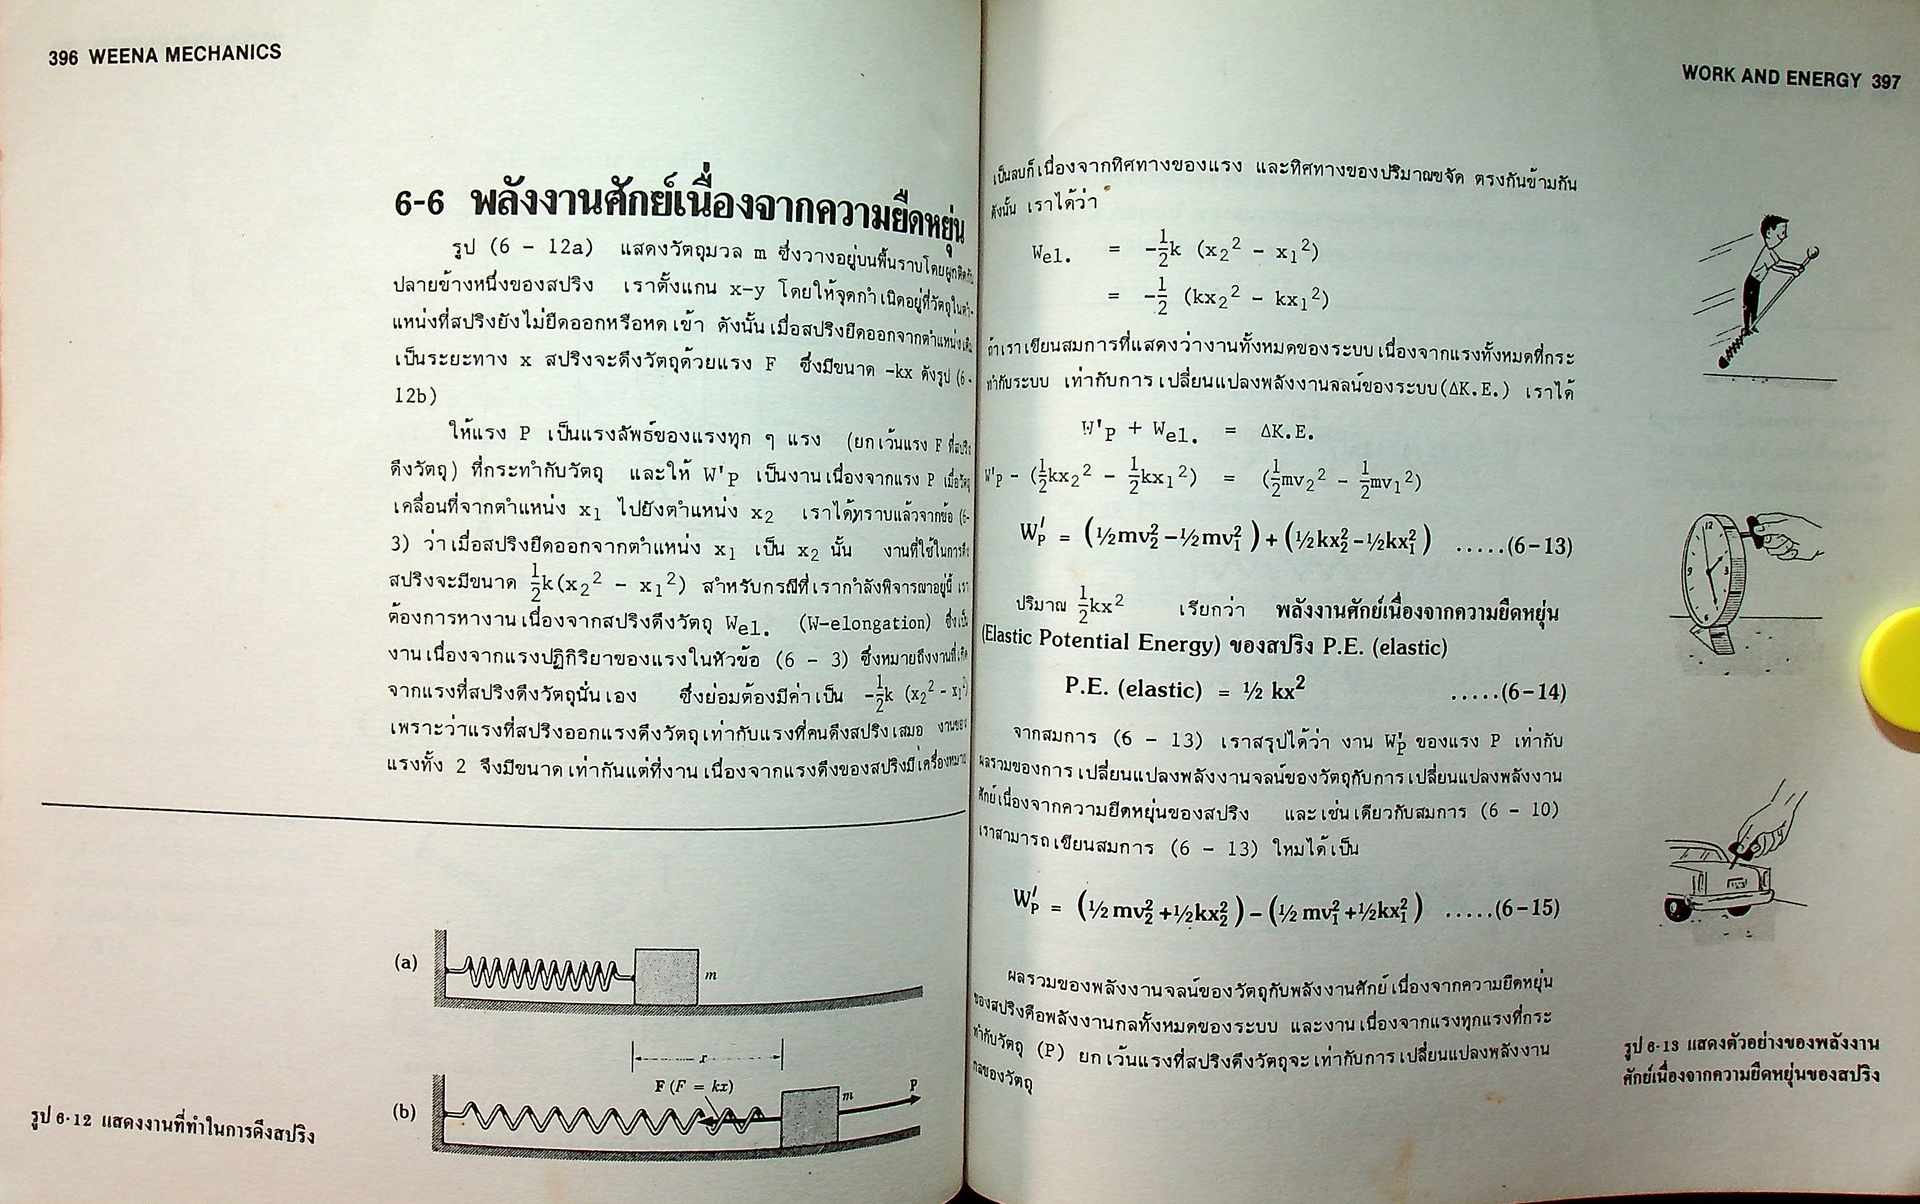 396 WEENA MECHANICS
6-6 พลังงานศักย์เนื่องจากความยืดหยุ่น
รูป (6 - 12a) แสดงวัตถุมวล m ซึ่งวางอยู่บนพื้นราบโดยผูกติดกับ
ปลายข้างหนึ่งของสปริง เราตั้งแกน x-y โดยให้จุดกำเนิดอยู่ที่วัตถุในตำ-
แหน่งที่สปริงยังไม่ยืดออกหรือหดเข้า ดังนั้นเมื่อสปริงยืดออกจากตำแหน่งเดิม
เป็นระยะทาง x สปริงจะดึงวัตถุด้วยแรง F ซึ่งมีขนาด -kx ดังรูป (6 -
12b)
ให้แรง P เป็นแรงลัพธ์ของแรงทุก ๆ แรง (ยกเว้นแรง F ที่สปริง
ดึงวัตถุ) ที่กระทำกับวัตถุ และให้ W'P เป็นงานเนื่องจากแรง P เมื่อวัตถุ
เคลื่อนที่จากตำแหน่ง x₁ ไปยังตำแหน่ง x₂ เราได้ทราบแล้วจากข้อ (6-
3) ว่าเมื่อสปริงยืดออกจากตำแหน่ง x₁ เป็น x₂ นั้น งานที่ใช้ในการดึง
สปริงจะมีขนาด ½k(x₂² - x₁²) สำหรับกรณีที่เรากำลังพิจารณาอยู่นี้ เรา
ต้องการหางานเนื่องจากสปริงดึงวัตถุ Wel. (W-elongation) ซึ่งเป็น
งานเนื่องจากแรงปฏิกิริยาของแรงในหัวข้อ (6 - 3) ซึ่งหมายถึงงานที่เกิด
จากแรงที่สปริงดึงวัตถุนั่นเอง ซึ่งย่อมต้องมีค่าเป็น -½k (x₂² - x₁²)
เพราะว่าแรงที่สปริงออกแรงดึงวัตถุเท่ากับแรงที่คนดึงสปริงเสมอ งานของ
แรงทั้ง 2 จึงมีขนาดเท่ากันแต่ที่งานเนื่องจากแรงดึงของสปริงมีเครื่องหมาย
(a)
m
x
F (F = kx)
m
P
(b)
รูป 6-12 แสดงงานที่ทำในการดึงสปริง
WORK AND ENERGY 397
เป็นลบก็เนื่องจากทิศทางของแรง และทิศทางของปริมาณขจัด ตรงกันข้ามกัน
ดังนั้น เราได้ว่า
Wel. = -½k (x₂² - x₁²)
= -½ (kx₂² - kx₁²)
ถ้าเราเขียนสมการที่แสดงว่างานทั้งหมดของระบบเนื่องจากแรงทั้งหมดที่กระ
ทำกับระบบ เท่ากับการเปลี่ยนแปลงพลังงานจลน์ของระบบ(ΔK.E.) เราได้
W'P + Wel. = ΔK.E.
W'P - (½kx₂² - ½kx₁²) = (½mv₂² - ½mv₁²)
W'P = (½mv₂² - ½mv₁²) + (½kx₂² - ½kx₁²) .....(6-13)
ปริมาณ ½kx² เรียกว่า พลังงานศักย์เนื่องจากความยืดหยุ่น
(Elastic Potential Energy) ของสปริง P.E. (elastic)
P.E. (elastic) = ½ kx² .....(6-14)
จากสมการ (6 - 13) เราสรุปได้ว่า งาน W'P ของแรง P เท่ากับ
ผลรวมของการเปลี่ยนแปลงพลังงานจลน์ของวัตถุกับการเปลี่ยนแปลงพลังงาน
ศักย์เนื่องจากความยืดหยุ่นของสปริง และเช่นเดียวกับสมการ (6 - 10)
เราสามารถเขียนสมการ (6 - 13) ใหม่ได้เป็น
W'P = (½mv₂² + ½kx₂²) - (½mv₁² + ½kx₁²) .....(6-15)
ผลรวมของพลังงานจลน์ของวัตถุกับพลังงานศักย์เนื่องจากความยืดหยุ่น
ของสปริงคือพลังงานกลทั้งหมดของระบบ และงานเนื่องจากแรงทุกแรงที่กระ
ทำกับวัตถุ (P) ยกเว้นแรงที่สปริงดึงวัตถุจะเท่ากับการเปลี่ยนแปลงพลังงาน
กลของวัตถุ
12
3
6
9
รูป 6-13 แสดงตัวอย่างของพลังงาน
ศักย์เนื่องจากความยืดหยุ่นของสปริง